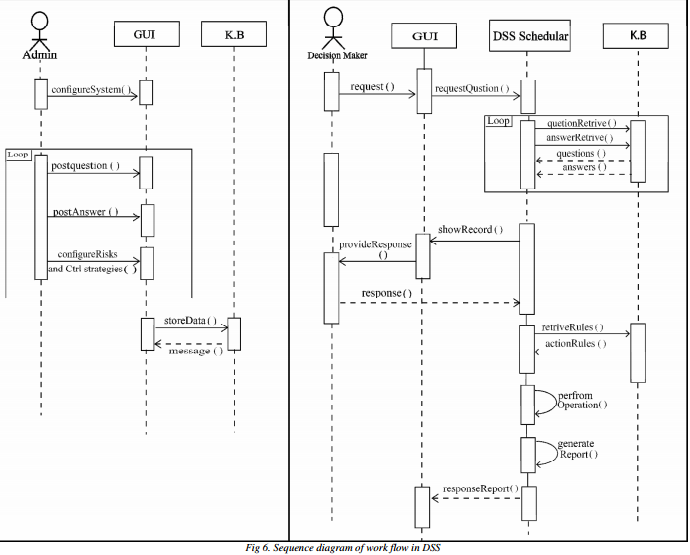 Admin
GUI
K.B
configureSystem()
Loop
postquestion ()
postAnswer ()
configureRisks
and Ctrl strategies()
storeData()
message ()
Decision Maker
GUI
DSS Schedular
K.B
request ()
requestQustion ()
Loop
quetionRetrive()
answerRetrive()
questions ()
answers ()
showRecord()
provideResponse
()
response()
retriveRules()
actionRules ()
perfrom
Operation()
generate
Report()
responseReport()
Fig 6. Sequence diagram of work flow in DSS